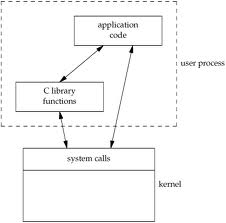 application
code
user process
C library
functions
system calls
kernel